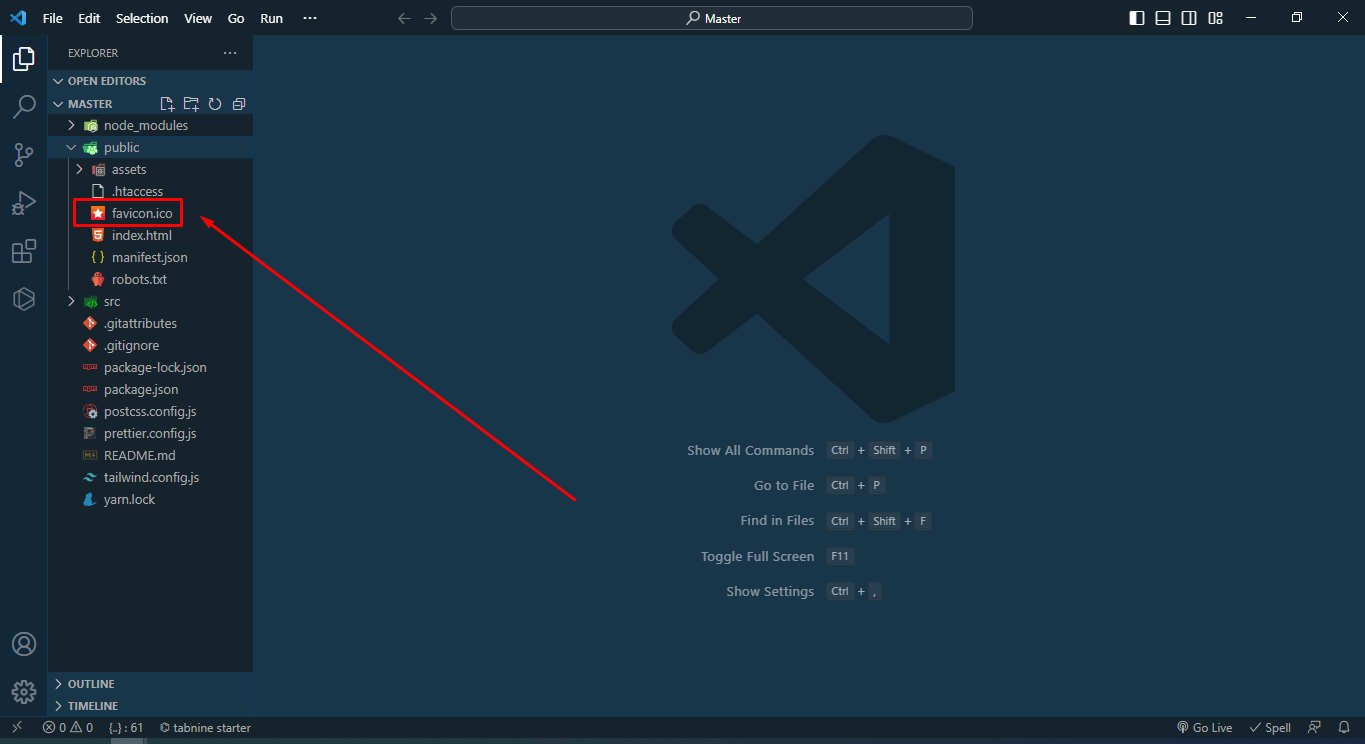 File Edit Selection View Go Run ···
Master
EXPLORER ···
OPEN EDITORS
MASTER
node_modules
public
assets
.htaccess
favicon.ico
index.html
manifest.json
robots.txt
src
.gitattributes
.gitignore
package-lock.json
package.json
postcss.config.js
prettier.config.js
README.md
tailwind.config.js
yarn.lock
Show All Commands Ctrl + Shift + P
Go to File Ctrl + P
Find in Files Ctrl + Shift + F
Toggle Full Screen F11
Show Settings Ctrl + ,
OUTLINE
TIMELINE
0 0 {..} : 61 tabnine starter Go Live Spell